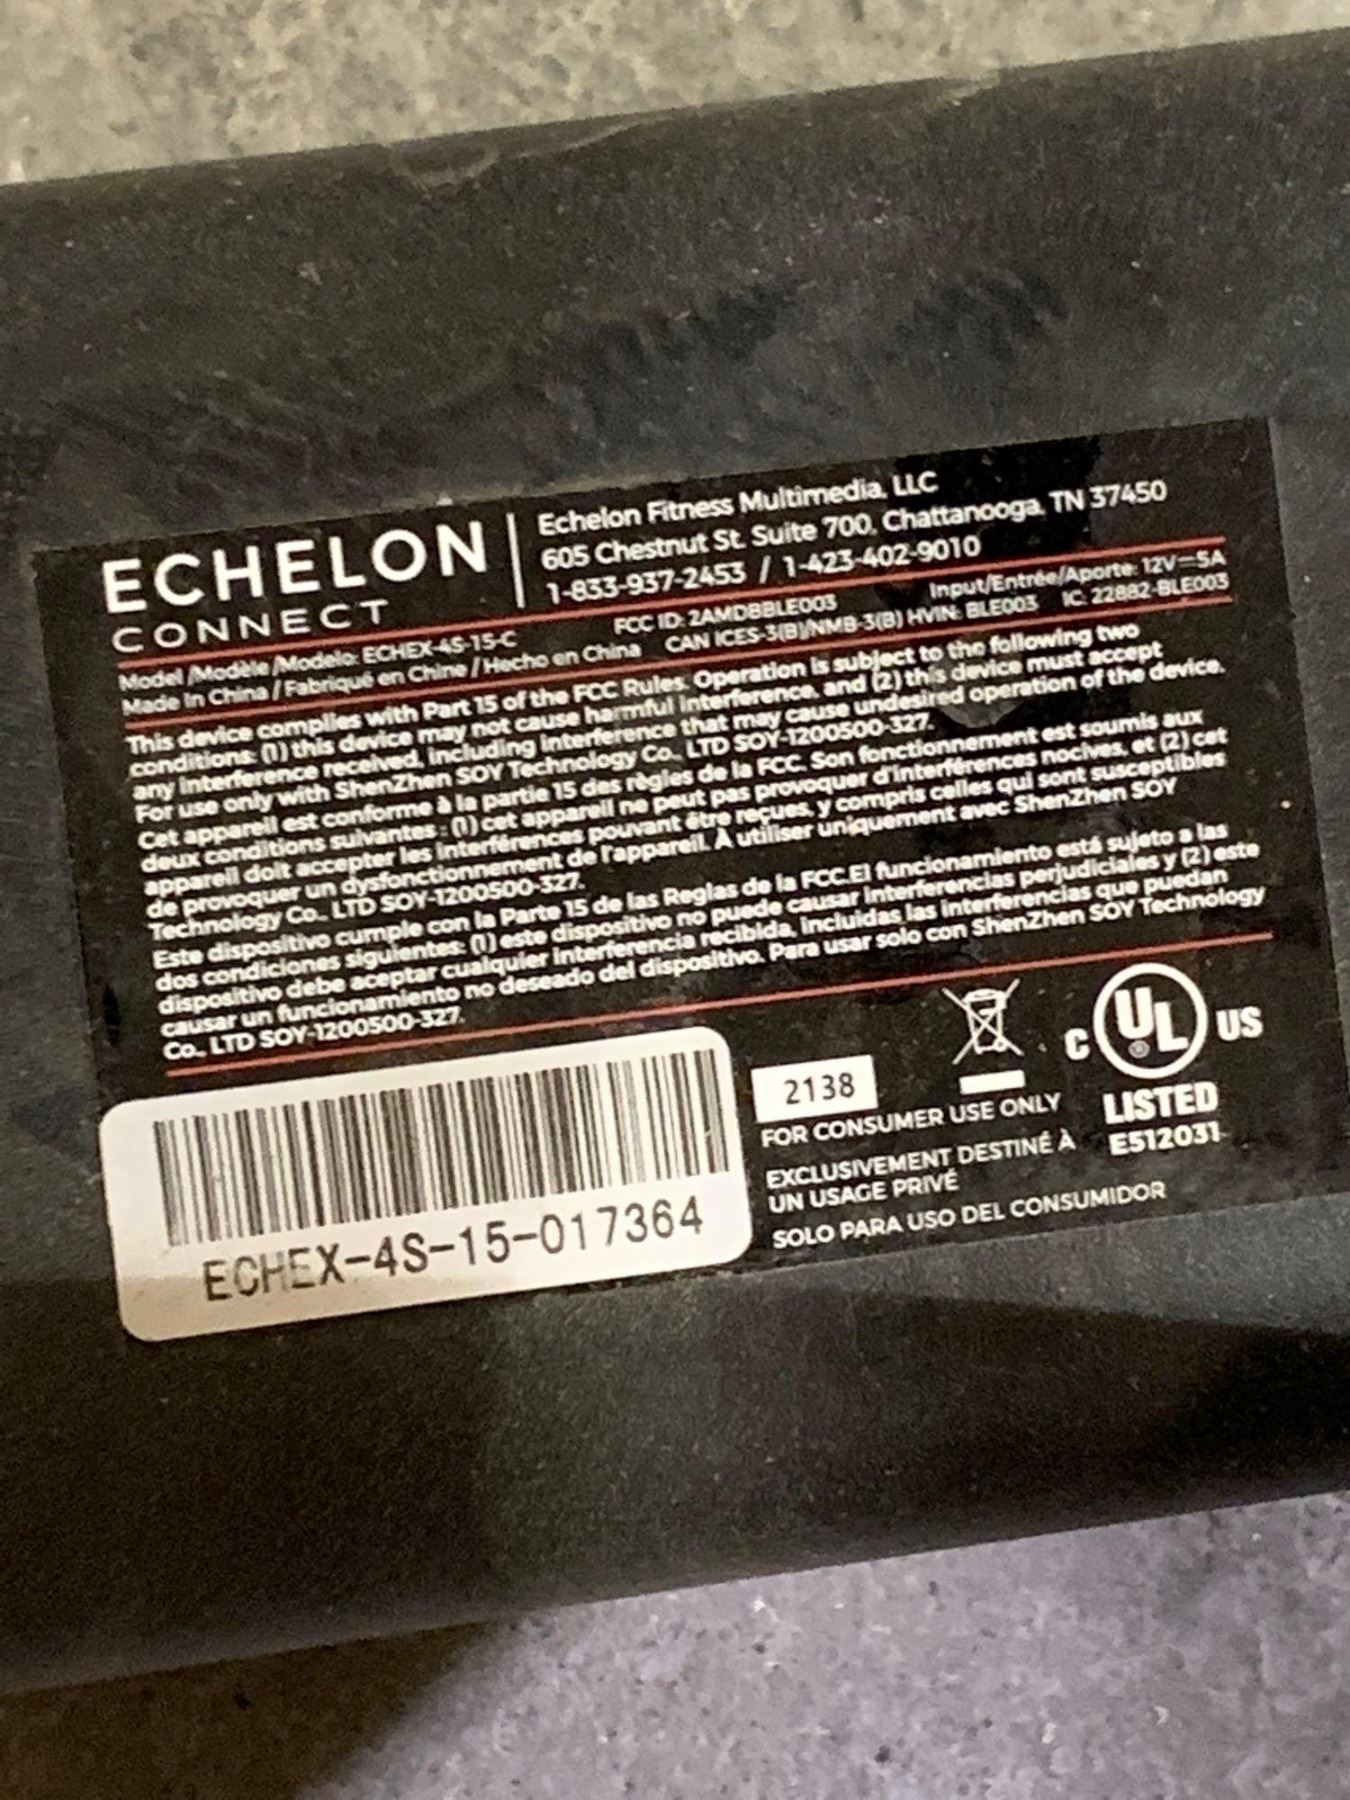 ECHELON
CONNECT
Echelon Fitness Multimedia, LLC
605 Chestnut St. Suite 700, Chattanooga, TN 37450
1-833-937-2453 / 1-423-402-9010
Model /Modèle /Modelo: ECHEX-4S-15-C
FCC ID: 2AMDBBLE003
Input/Entrée/Aporte: 12V⎓5A
Made in China / Fabriqué en Chine / Hecho en China
CAN ICES-3(B)/NMB-3(B) HVIN: BLE003
IC: 22882-BLE003
This device complies with Part 15 of the FCC Rules. Operation is subject to the following two
conditions: (1) this device may not cause harmful interference, and (2) this device must accept
any interference received, including interference that may cause undesired operation of the device.
For use only with ShenZhen SOY Technology Co., LTD SOY-1200500-327.
Cet appareil est conforme à la partie 15 des règles de la FCC. Son fonctionnement est soumis aux
deux conditions suivantes : (1) cet appareil ne peut pas provoquer d'interférences nocives, et (2) cet
appareil doit accepter les interférences pouvant être reçues, y compris celles qui sont susceptibles
de provoquer un dysfonctionnement de l'appareil. À utiliser uniquement avec ShenZhen SOY
Technology Co., LTD SOY-1200500-327.
Este dispositivo cumple con la Parte 15 de las Reglas de la FCC.El funcionamiento está sujeto a las
dos condiciones siguientes: (1) este dispositivo no puede causar interferencias perjudiciales y (2) este
dispositivo debe aceptar cualquier interferencia recibida, incluidas las interferencias que puedan
causar un funcionamiento no deseado del dispositivo. Para usar solo con ShenZhen SOY Technology
Co., LTD SOY-1200500-327.
ECHEX-4S-15-017364
2138
FOR CONSUMER USE ONLY
EXCLUSIVEMENT DESTINÉ À
UN USAGE PRIVÉ
SOLO PARA USO DEL CONSUMIDOR
C UL ® US
LISTED
E512031